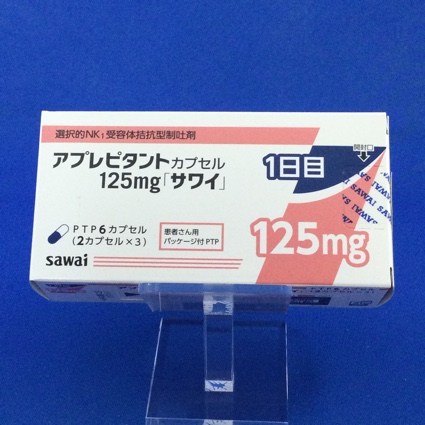 選択的NK₁受容体拮抗型制吐剤
アプレピタントカプセル
125mg「サワイ」
1日目
開封口
PTP6カプセル
(2カプセル×3)
患者さん用
パッケージ付PTP
125mg
sawai
SAWAI SAWAI